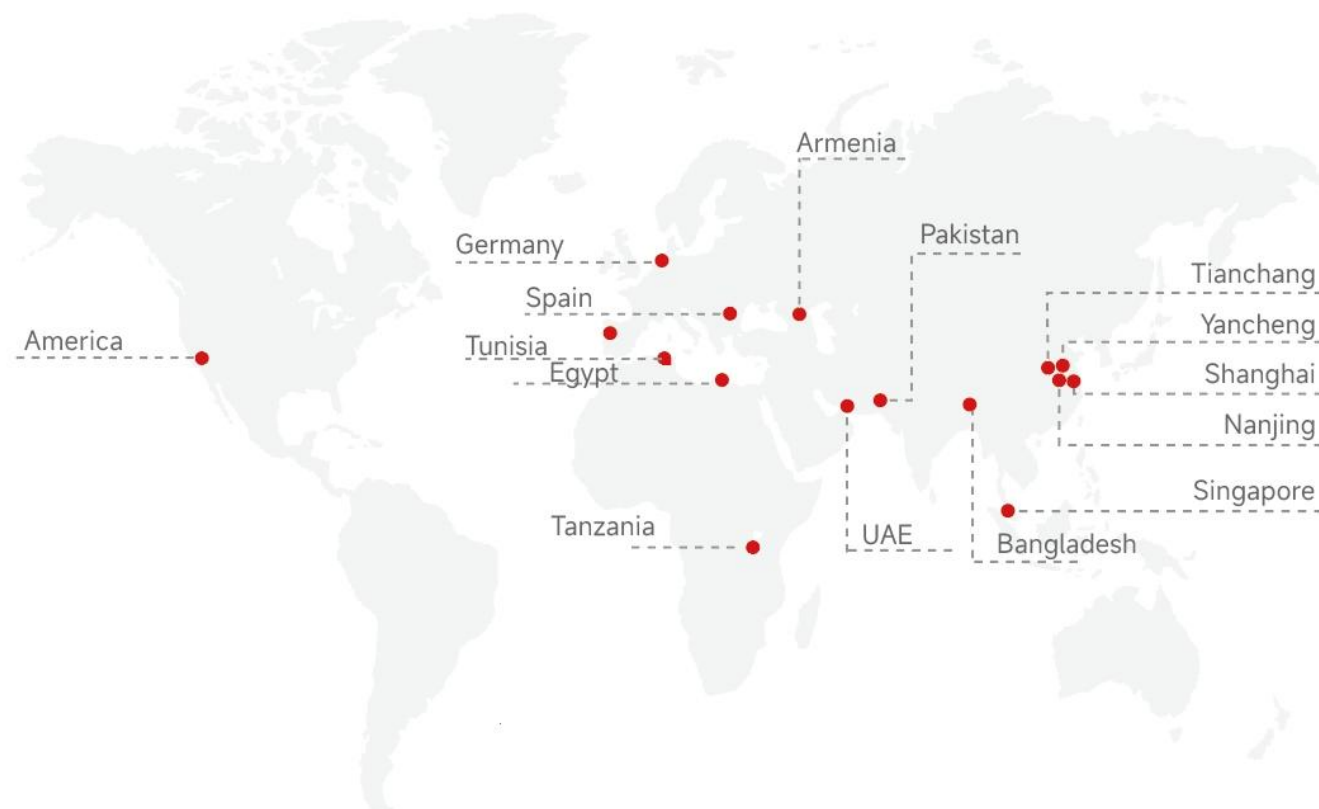 Armenia
Pakistan
Germany
Tianchang
Spain
Yancheng
America
Tunisia
Shanghai
Egypt
Nanjing
Singapore
Tanzania
UAE
Bangladesh